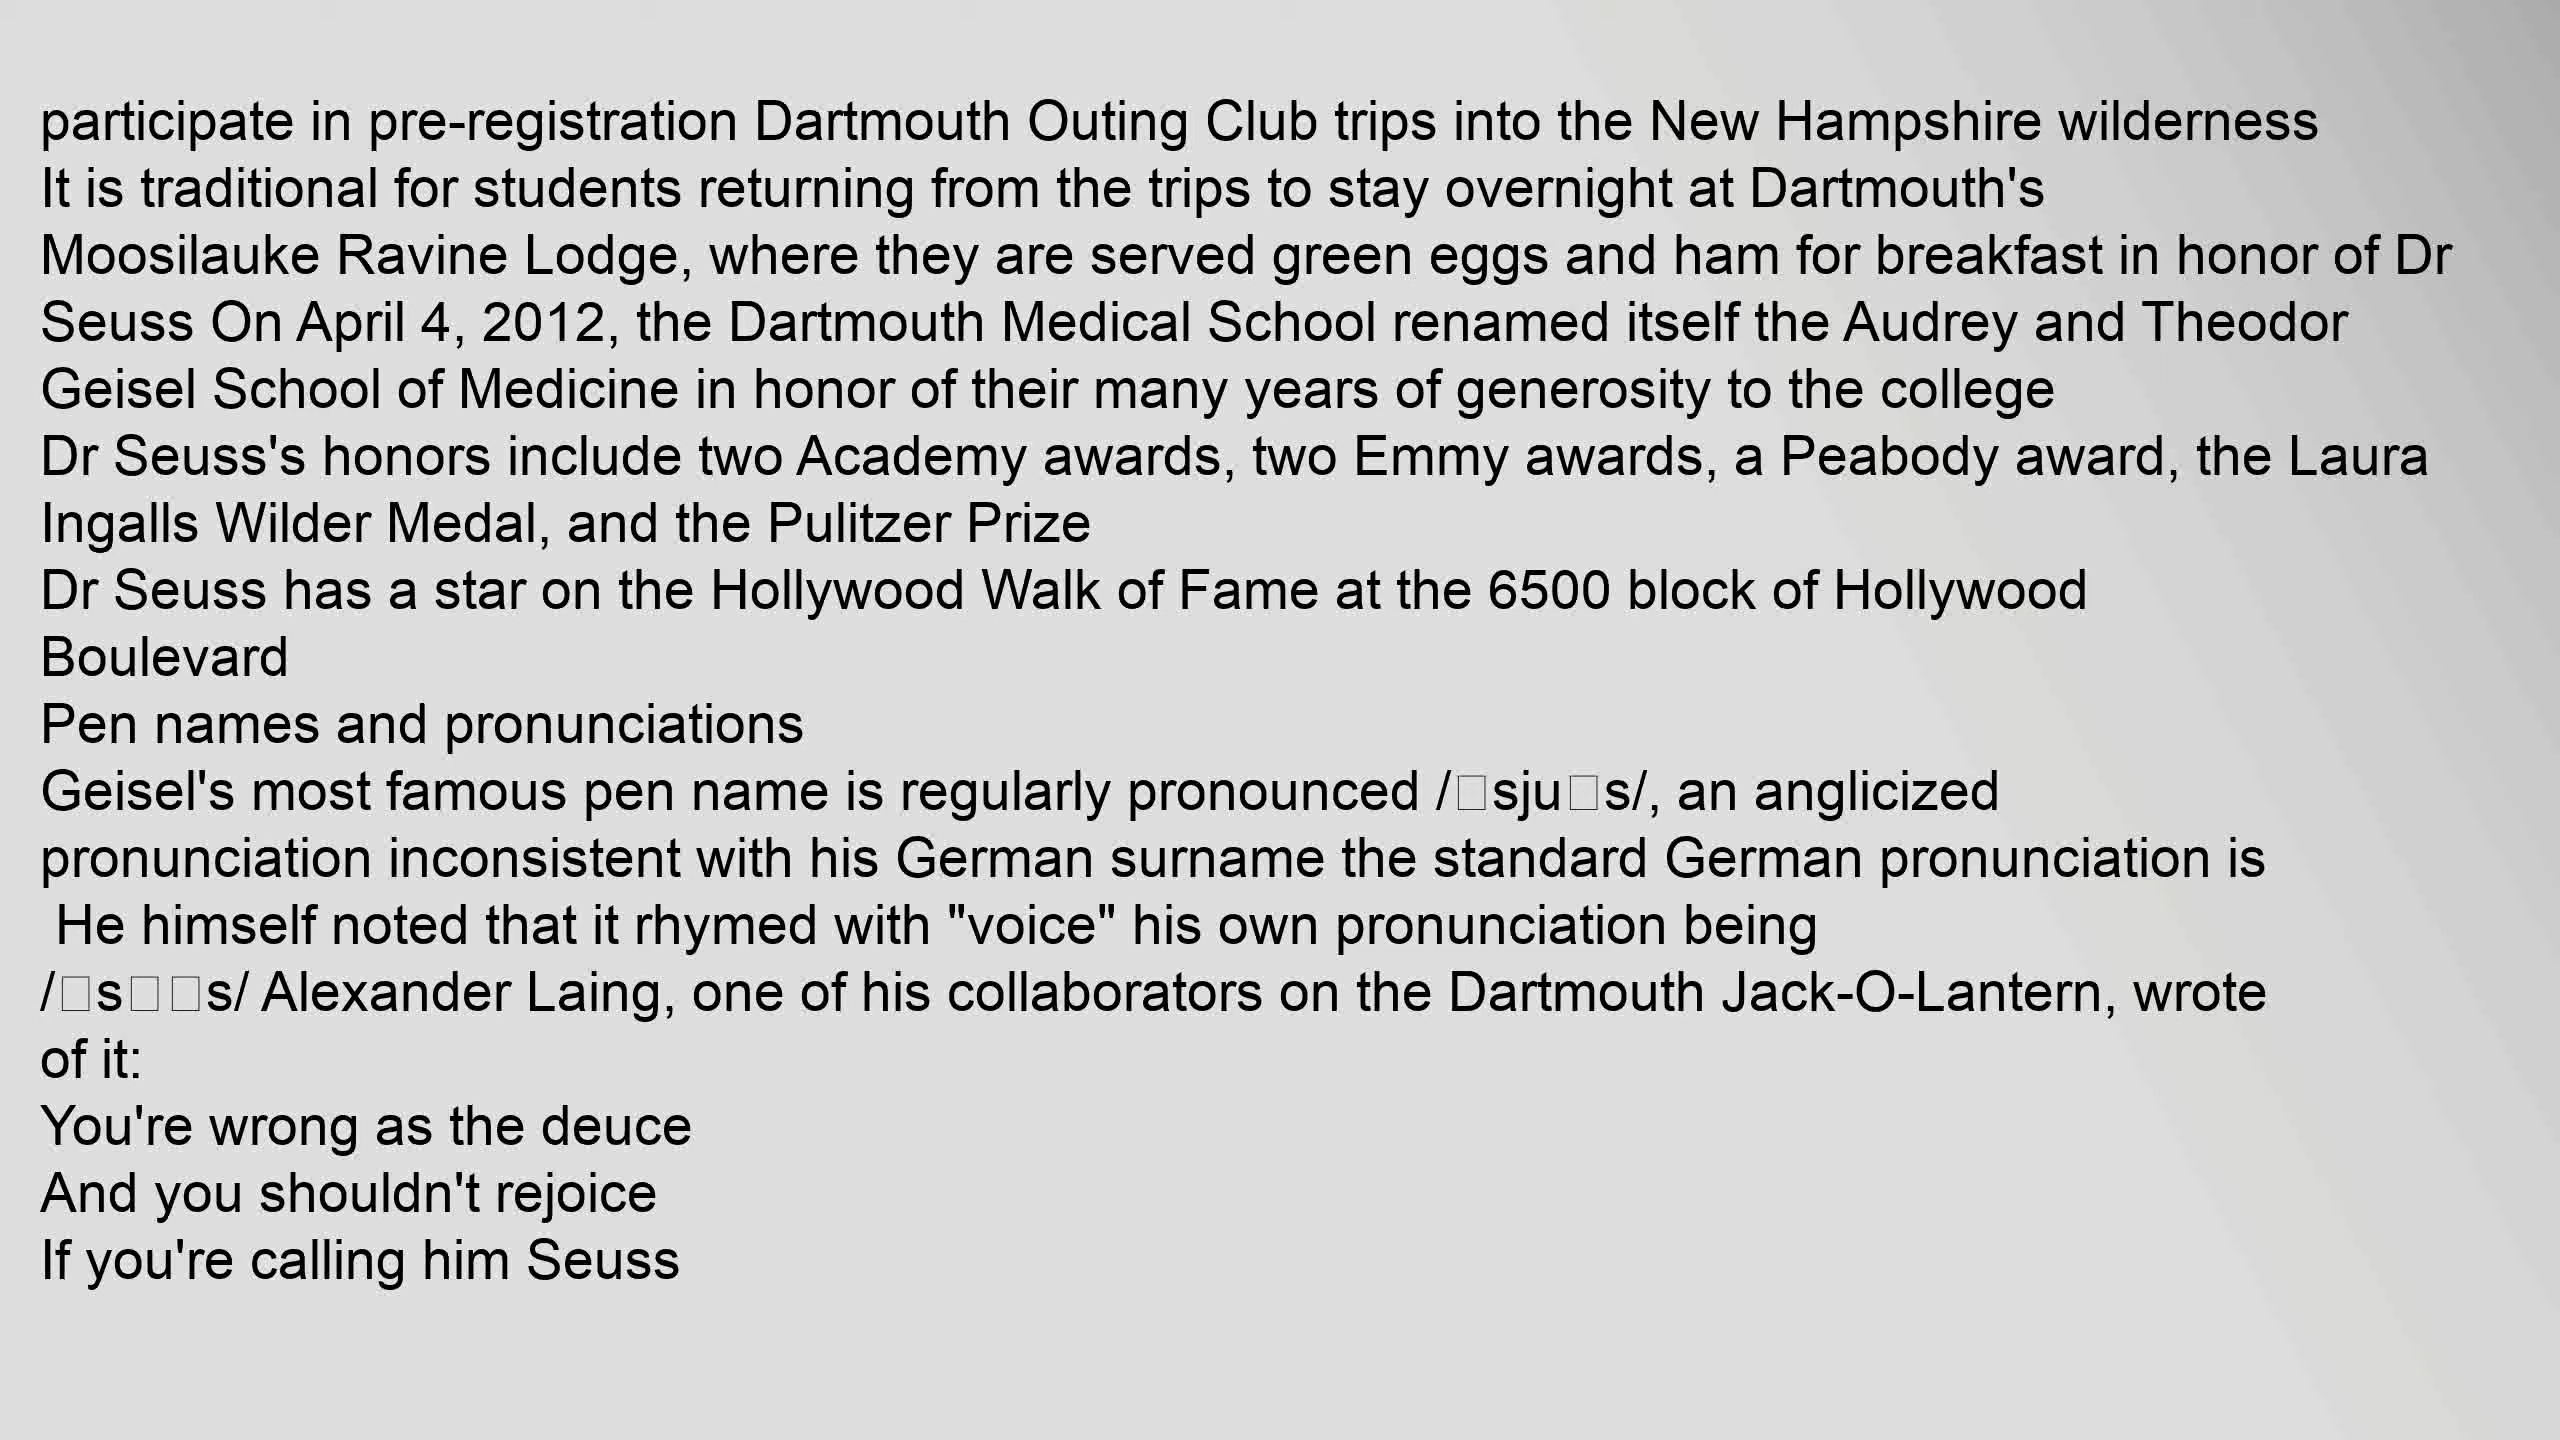 participate in pre-registration Dartmouth Outing Club trips into the New Hampshire wilderness
It is traditional for students returning from the trips to stay overnight at Dartmouth's
Moosilauke Ravine Lodge, where they are served green eggs and ham for breakfast in honor of Dr
Seuss On April 4, 2012, the Dartmouth Medical School renamed itself the Audrey and Theodor
Geisel School of Medicine in honor of their many years of generosity to the college
Dr Seuss's honors include two Academy awards, two Emmy awards, a Peabody award, the Laura
Ingalls Wilder Medal, and the Pulitzer Prize
Dr Seuss has a star on the Hollywood Walk of Fame at the 6500 block of Hollywood
Boulevard
Pen names and pronunciations
Geisel's most famous pen name is regularly pronounced /□sju□s/, an anglicized
pronunciation inconsistent with his German surname the standard German pronunciation is
He himself noted that it rhymed with "voice" his own pronunciation being
/□s□□s/ Alexander Laing, one of his collaborators on the Dartmouth Jack-O-Lantern, wrote
of it:
You're wrong as the deuce
And you shouldn't rejoice
If you're calling him Seuss